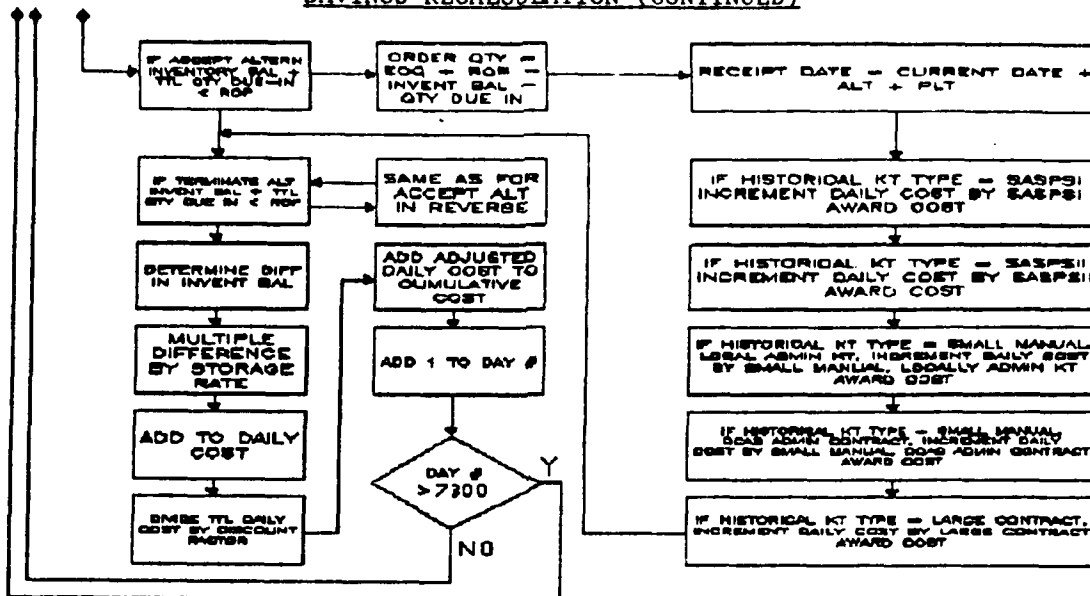 SAVINGS RECALCULATION (CONTINUED)
IF ACCEPT ALTERN
INVENTORY BAL +
TTL QTY DUE-IN
< ROP
ORDER QTY =
EOQ + ROP -
INVENT BAL -
QTY DUE IN
RECEIPT DATE = CURRENT DATE +
ALT + PLT
IF TERMINATE ALT
INVENT BAL + TTL
QTY DUE IN < ROP
SAME AS FOR
ACCEPT ALT
IN REVERSE
IF HISTORICAL KT TYPE = SASPSI
INCREMENT DAILY COST BY SASPSI
AWARD COST
DETERMINE DIFF
IN INVENT BAL
ADD ADJUSTED
DAILY COST TO
CUMULATIVE
COST
IF HISTORICAL KT TYPE = SASPSII
INCREMENT DAILY COST BY SASPSII
AWARD COST
MULTIPLE
DIFFERENCE
BY STORAGE
RATE
ADD 1 TO DAY #
IF HISTORICAL KT TYPE = SMALL MANUAL,
LOCAL ADMIN KT, INCREMENT DAILY COST
BY SMALL MANUAL, LOCALLY ADMIN KT
AWARD COST
ADD TO DAILY
COST
DAY #
>7300
Y
NO
IF HISTORICAL KT TYPE = SMALL MANUAL,
DCAS ADMIN CONTRACT, INCREMENT DAILY
COST BY SMALL MANUAL, DCAS ADMIN CONTRACT
AWARD COST
DIVIDE TTL DAILY
COST BY DISCOUNT
FACTOR
IF HISTORICAL KT TYPE = LARGE CONTRACT,
INCREMENT DAILY COST BY LARGE CONTRACT
AWARD COST